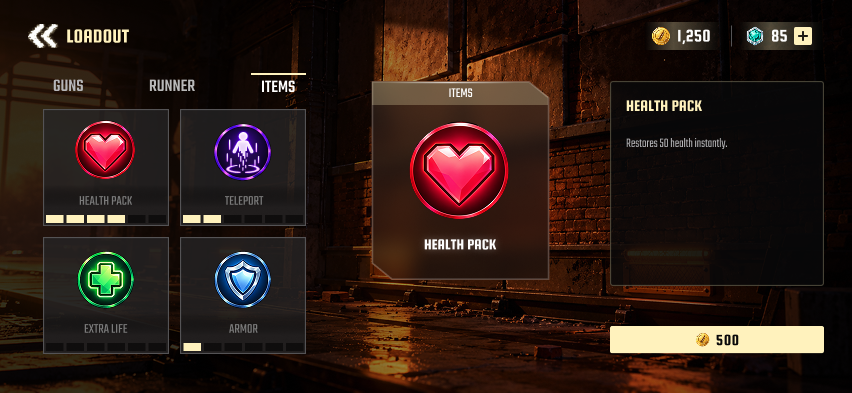 LOADOUT
1,250
85 +
GUNS
RUNNER
ITEMS
HEALTH PACK
TELEPORT
EXTRA LIFE
ARMOR
ITEMS
HEALTH PACK
HEALTH PACK
Restores 50 health instantly.
500